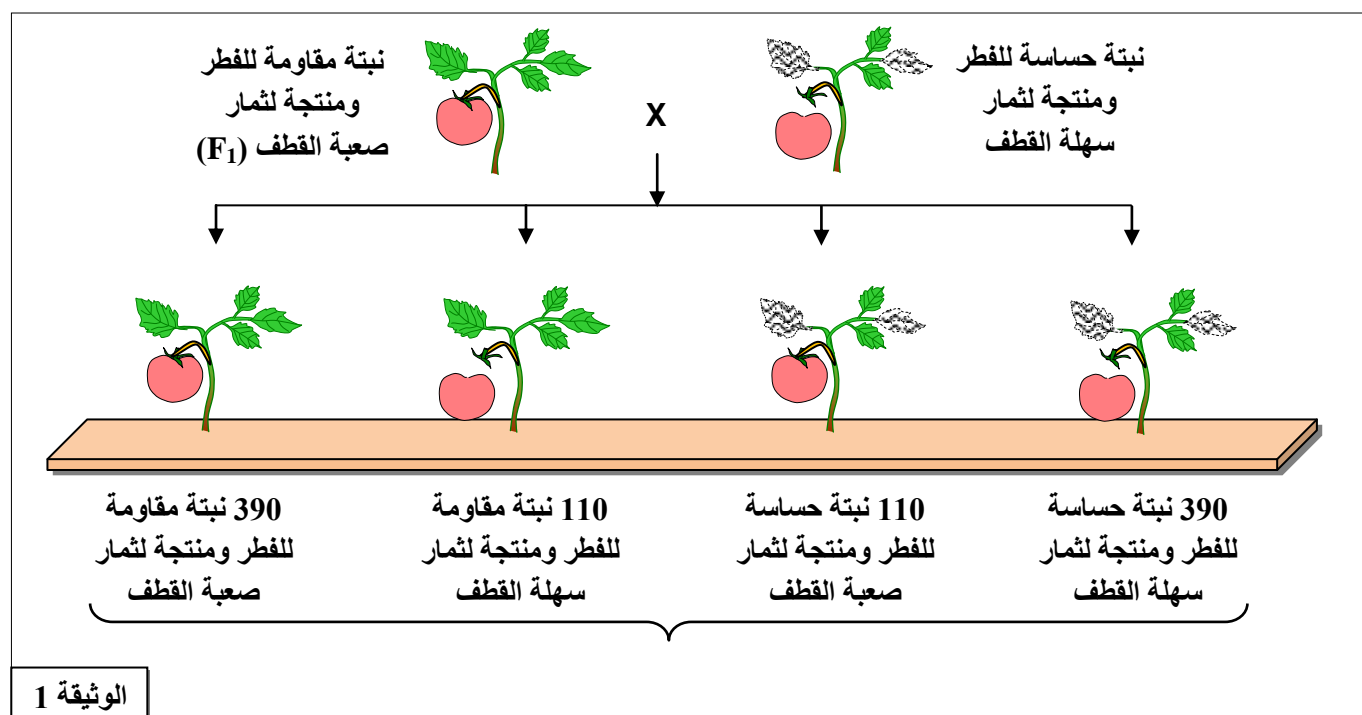 نبتة مقاومة للفطر
ومنتجة لثمار
صعبة القطف (F₁)
X
نبتة حساسة للفطر
ومنتجة لثمار
سهلة القطف
390 نبتة مقاومة
للفطر ومنتجة لثمار
صعبة القطف
110 نبتة مقاومة
للفطر ومنتجة لثمار
سهلة القطف
110 نبتة حساسة
للفطر ومنتجة لثمار
صعبة القطف
390 نبتة حساسة
للفطر ومنتجة لثمار
سهلة القطف
الوثيقة 1